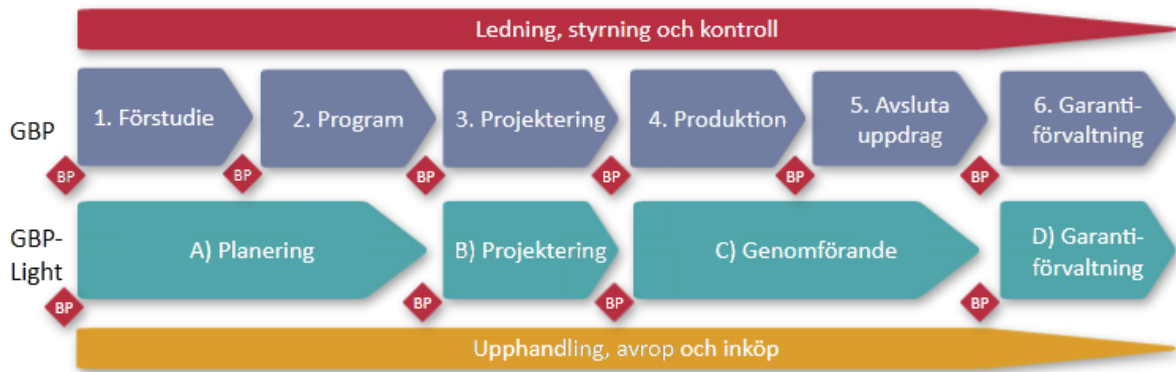 Ledning, styrning och kontroll
GBP
1. Förstudie
2. Program
3. Projektering
4. Produktion
5. Avsluta
uppdrag
6. Garanti-
förvaltning
BP
BP
BP
BP
BP
BP
GBP-
Light
A) Planering
B) Projektering
C) Genomförande
D) Garanti-
förvaltning
BP
BP
BP
BP
Upphandling, avrop och inköp